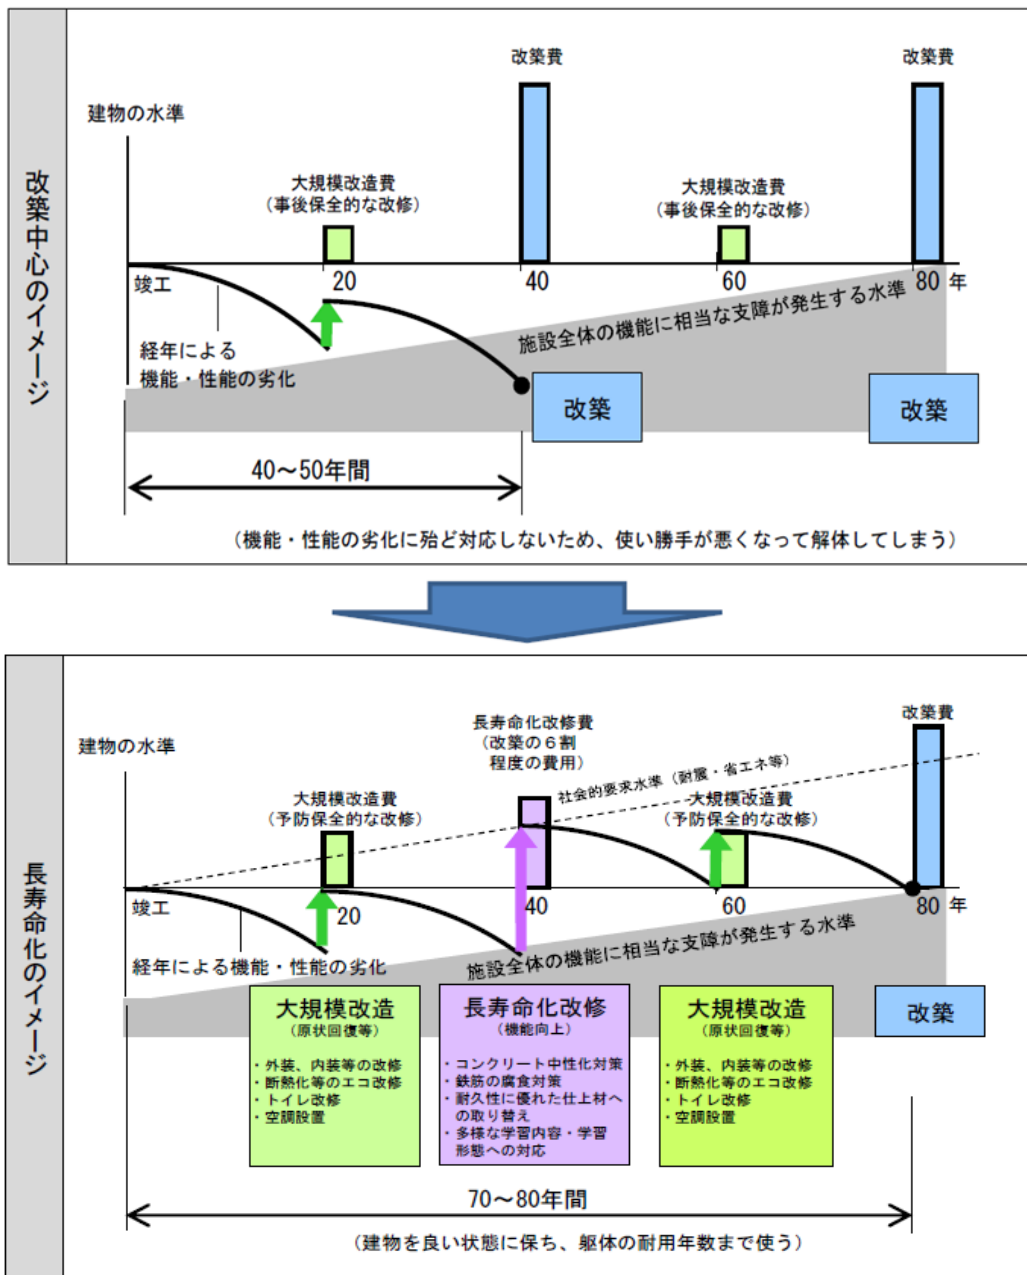 改築中心のイメージ
改築費
改築費
建物の水準
大規模改造費
（事後保全的な改修）
大規模改造費
（事後保全的な改修）
竣工
20
40
60
80 年
施設全体の機能に相当な支障が発生する水準
経年による
機能・性能の劣化
改築
改築
40～50年間
（機能・性能の劣化に殆ど対応しないため、使い勝手が悪くなって解体してしまう）
長寿命化のイメージ
長寿命化改修費
（改築の６割
程度の費用）
改築費
建物の水準
社会的要求水準（耐震・省エネ等）
大規模改造費
（予防保全的な改修）
大規模改造費
（予防保全的な改修）
竣工
20
40
60
80 年
施設全体の機能に相当な支障が発生する水準
経年による機能・性能の劣化
大規模改造
（原状回復等）
・外装、内装等の改修
・断熱化等のエコ改修
・トイレ改修
・空調設置
長寿命化改修
（機能向上）
・コンクリート中性化対策
・鉄筋の腐食対策
・耐久性に優れた仕上材へ
の取り替え
・多様な学習内容・学習
形態への対応
大規模改造
（原状回復等）
・外装、内装等の改修
・断熱化等のエコ改修
・トイレ改修
・空調設置
改築
70～80年間
（建物を良い状態に保ち、躯体の耐用年数まで使う）